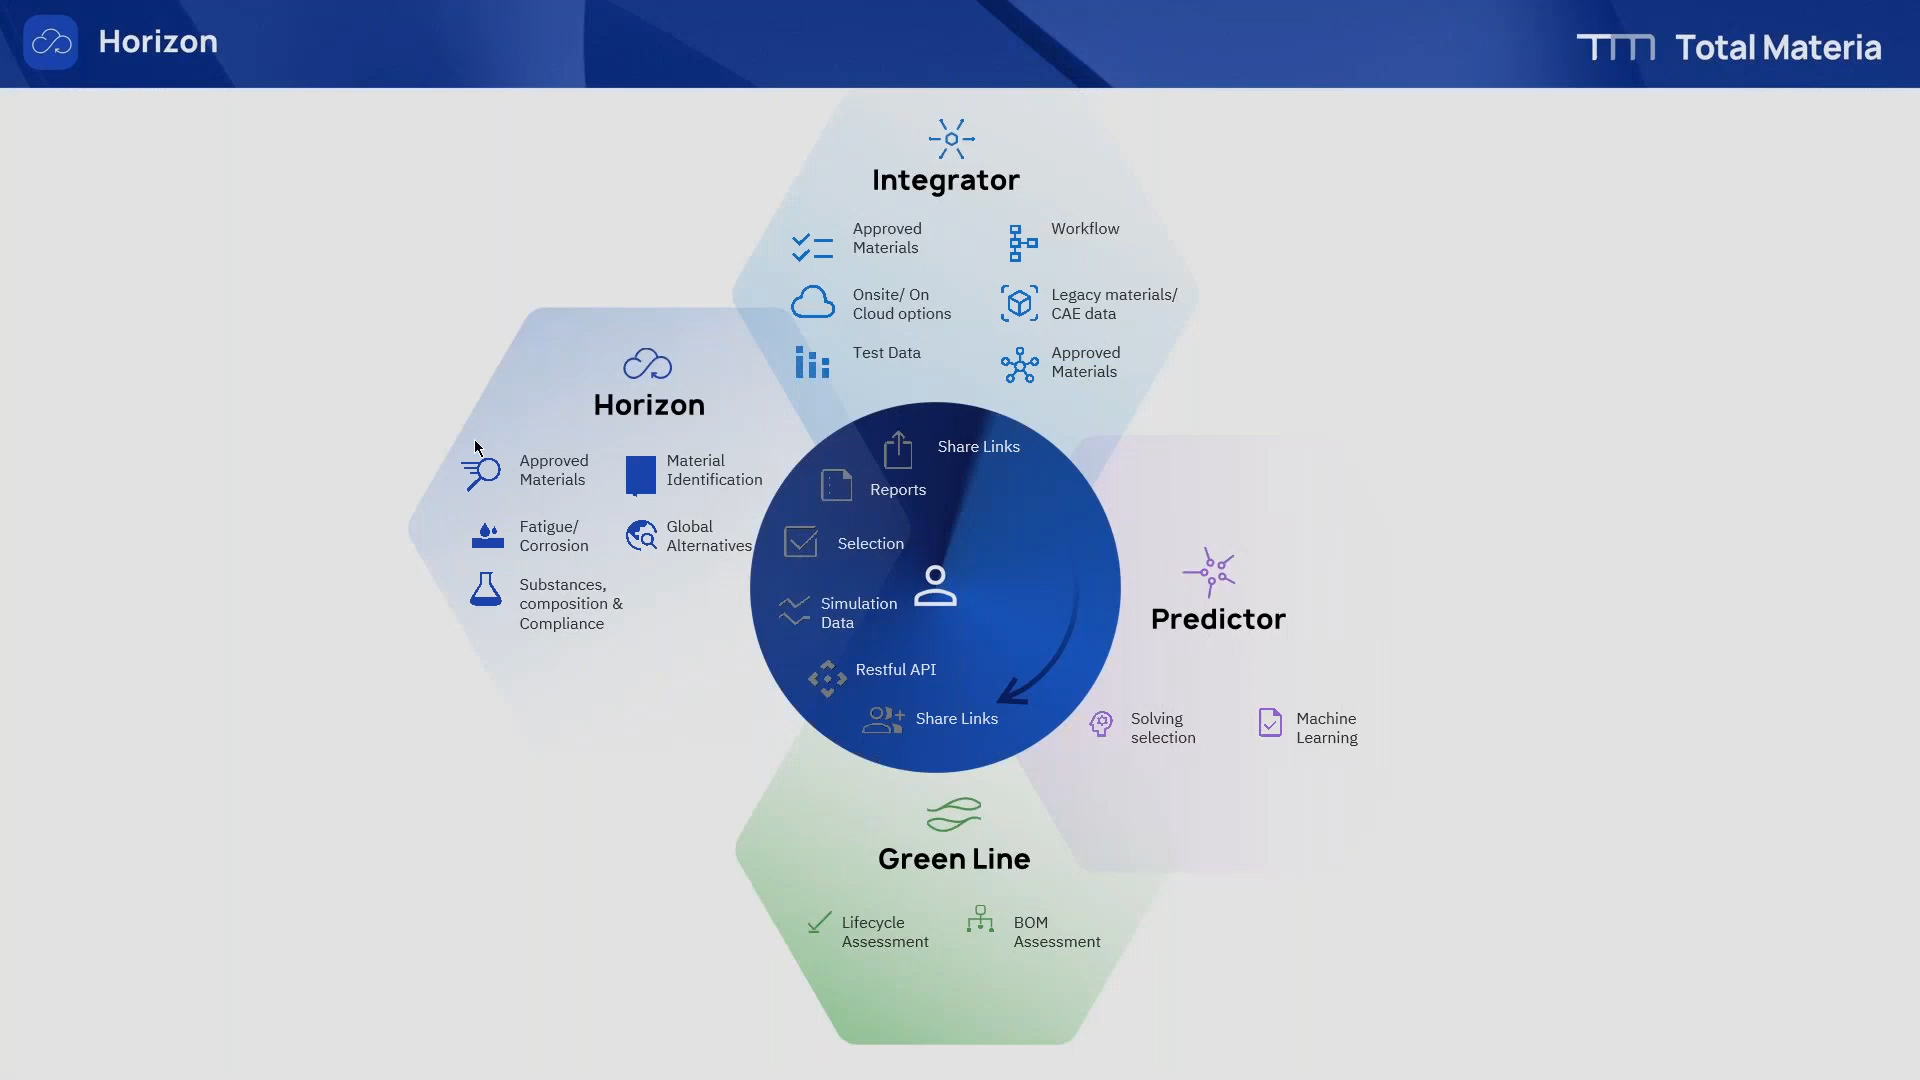 Horizon
Total Materia
Integrator
Approved
Materials
Workflow
Onsite/ On
Cloud options
Legacy materials/
CAE data
Test Data
Approved
Materials
Horizon
Approved
Materials
Material
Identification
Fatigue/
Corrosion
Global
Alternatives
Substances,
composition &
Compliance
Share Links
Reports
Selection
Simulation
Data
Restful API
Share Links
Predictor
Solving
selection
Machine
Learning
Green Line
Lifecycle
Assessment
BOM
Assessment